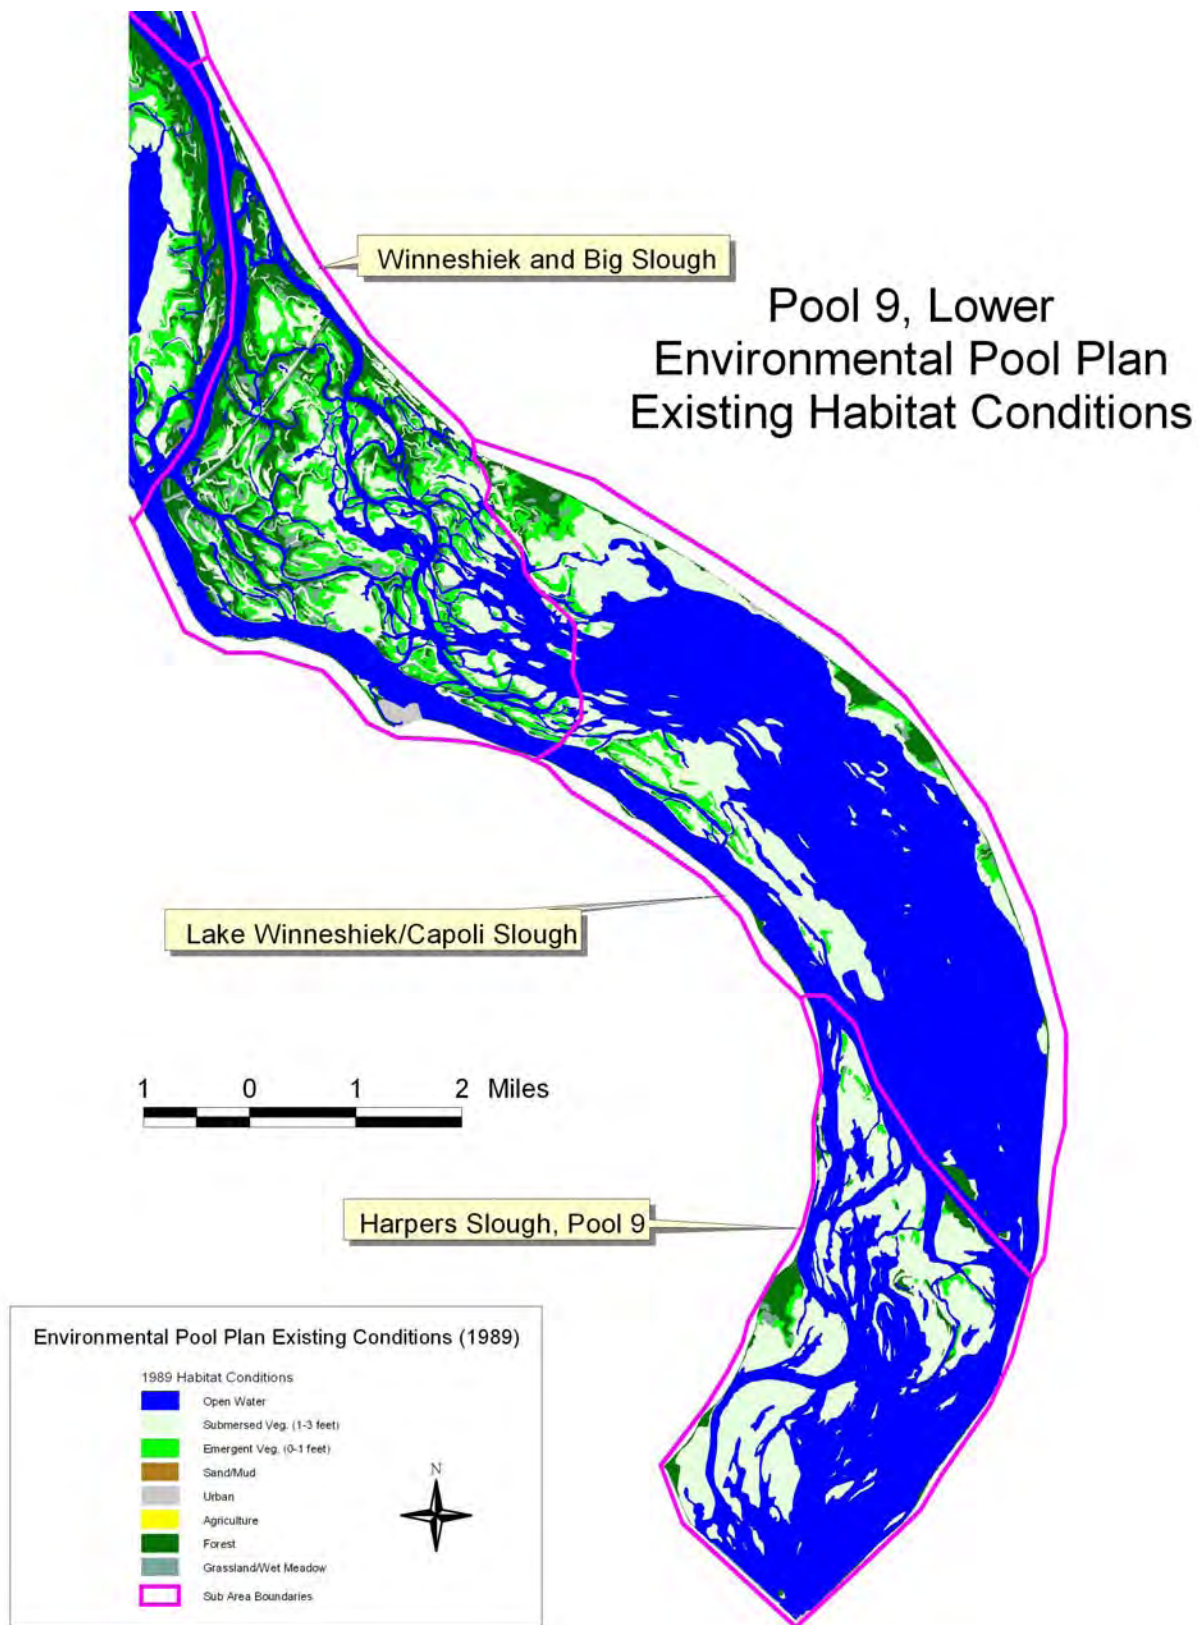 Winneshiek and Big Slough
Pool 9, Lower
Environmental Pool Plan
Existing Habitat Conditions
Lake Winneshiek/Capoli Slough
1 0 1 2 Miles
Harpers Slough, Pool 9
Environmental Pool Plan Existing Conditions (1989)
1989 Habitat Conditions
Open Water
Submersed Veg. (1-3 feet)
Emergent Veg. (0-1 feet)
Sand/Mud
Urban
Agriculture
Forest
Grassland/Wet Meadow
Sub Area Boundaries
N